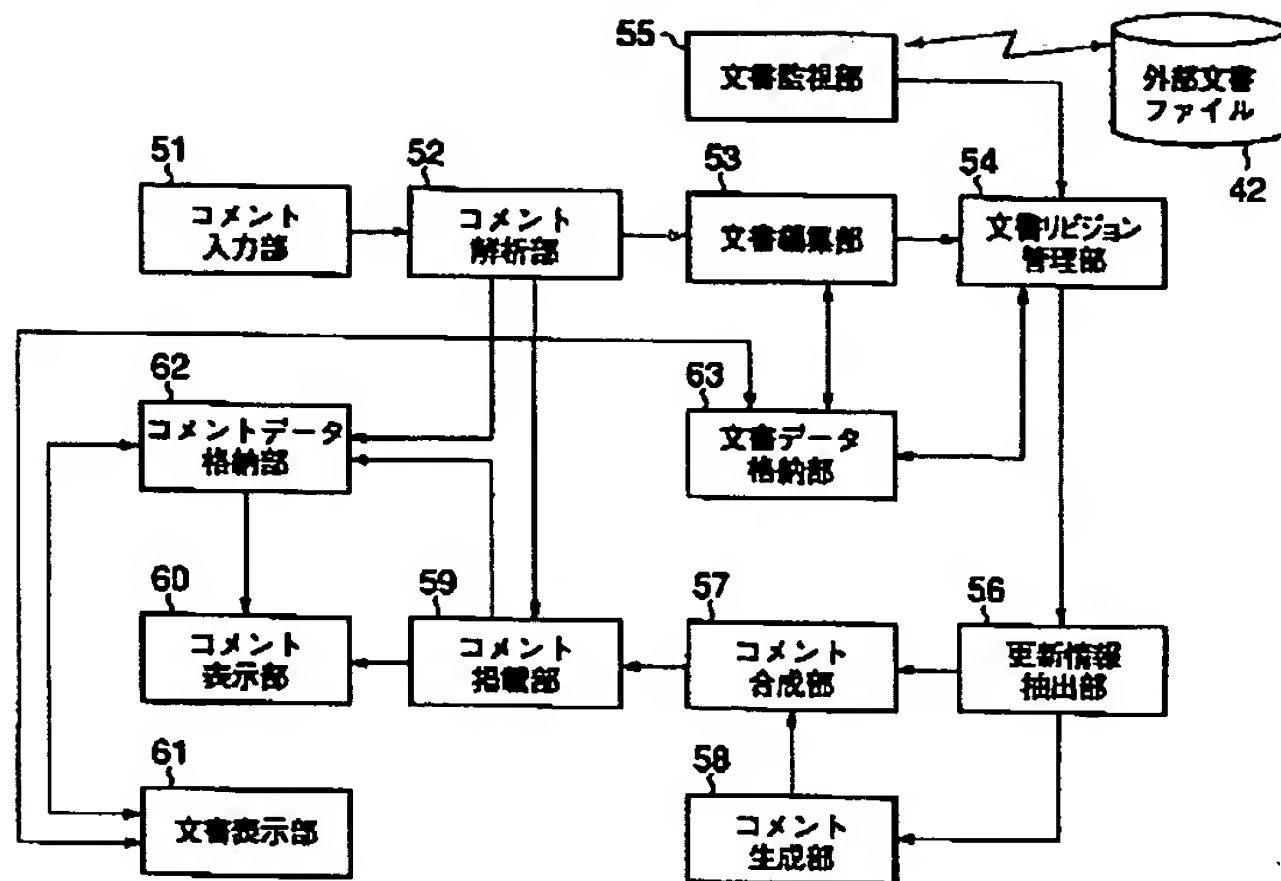 55
文書監視部
外部文書
ファイル
42
51
コメント
入力部
52
コメント
解析部
53
文書編集部
54
文書リビジョン
管理部
62
コメントデータ
格納部
63
文書データ
格納部
60
コメント
表示部
59
コメント
掲載部
57
コメント
合成部
56
更新情報
抽出部
61
文書表示部
58
コメント
生成部